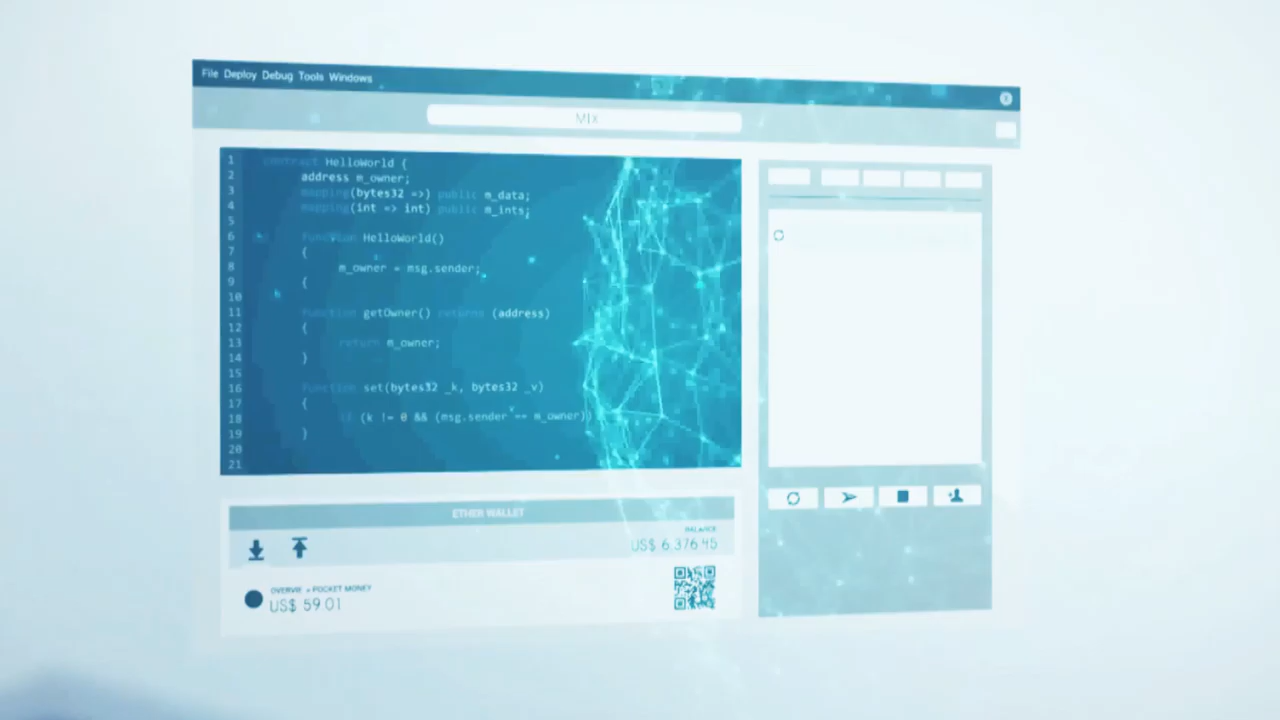 File Deploy Debug Tools Windows
x
MIX
1 contract HelloWorld {
2 address m_owner;
3 mapping(bytes32 =>) public m_data;
4 mapping(int => int) public m_ints;
5
6 Function HelloWorld()
7 {
8 m_owner = msg.sender;
9 {
10
11 function getOwner() returns (address)
12 {
13 return m_owner;
14 }
15
16 Function set(bytes32 _k, bytes32 _v)
17 {
18 if (k != 0 && (msg.sender == m_owner))
19 }
20
21
ETHER WALLET
BALANCE
US$ 6.376 45
OVERVIE » POCKET MONEY
US$ 59 01